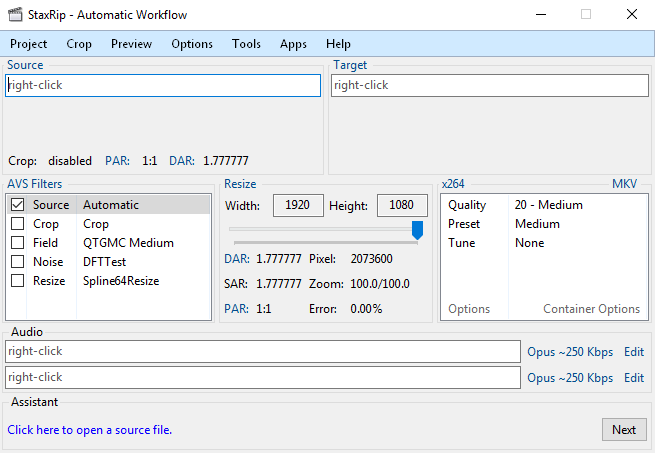 StaxRip - Automatic Workflow
Project Crop Preview Options Tools Apps Help
Source
right-click
Crop: disabled PAR: 1:1 DAR: 1.777777
Target
right-click
AVS Filters
Source Automatic
Crop Crop
Field QTGMC Medium
Noise DFTTest
Resize Spline64Resize
Resize
Width: 1920 Height: 1080
DAR: 1.777777 Pixel: 2073600
SAR: 1.777777 Zoom: 100.0/100.0
PAR: 1:1 Error: 0.00%
x264 MKV
Quality 20 - Medium
Preset Medium
Tune None
Options Container Options
Audio
right-click Opus ~250 Kbps Edit
right-click Opus ~250 Kbps Edit
Assistant
Click here to open a source file. Next